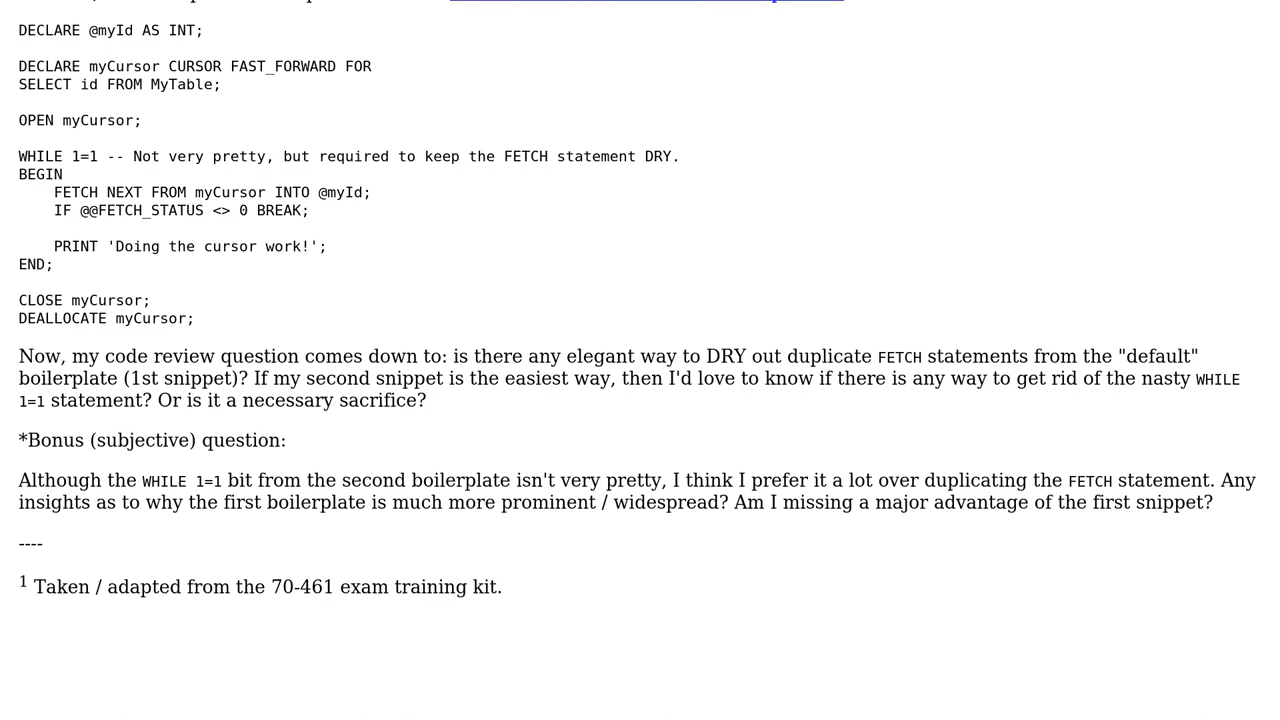 DECLARE @myId AS INT;

DECLARE myCursor CURSOR FAST_FORWARD FOR
SELECT id FROM MyTable;

OPEN myCursor;

WHILE 1=1 -- Not very pretty, but required to keep the FETCH statement DRY.
BEGIN
    FETCH NEXT FROM myCursor INTO @myId;
    IF @@FETCH_STATUS <> 0 BREAK;

    PRINT 'Doing the cursor work!';
END;

CLOSE myCursor;
DEALLOCATE myCursor;

Now, my code review question comes down to: is there any elegant way to DRY out duplicate FETCH statements from the "default"
boilerplate (1st snippet)? If my second snippet is the easiest way, then I'd love to know if there is any way to get rid of the nasty WHILE
1=1 statement? Or is it a necessary sacrifice?

*Bonus (subjective) question:

Although the WHILE 1=1 bit from the second boilerplate isn't very pretty, I think I prefer it a lot over duplicating the FETCH statement. Any
insights as to why the first boilerplate is much more prominent / widespread? Am I missing a major advantage of the first snippet?

----

1 Taken / adapted from the 70-461 exam training kit.